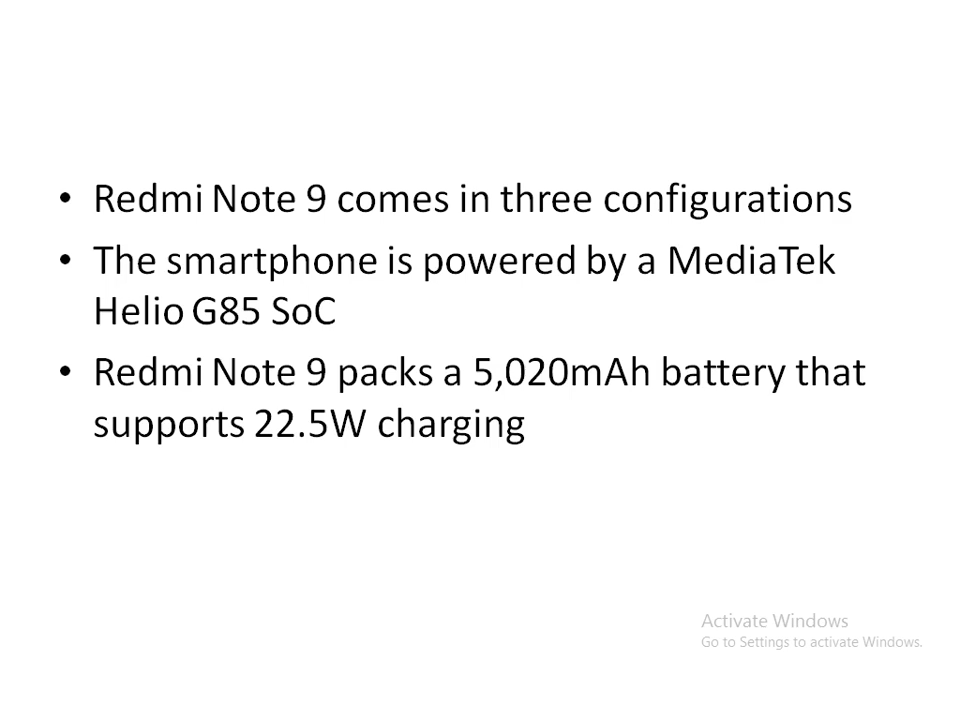 • Redmi Note 9 comes in three configurations
• The smartphone is powered by a MediaTek
Helio G85 SoC
• Redmi Note 9 packs a 5,020mAh battery that
supports 22.5W charging
Activate Windows
Go to Settings to activate Windows.